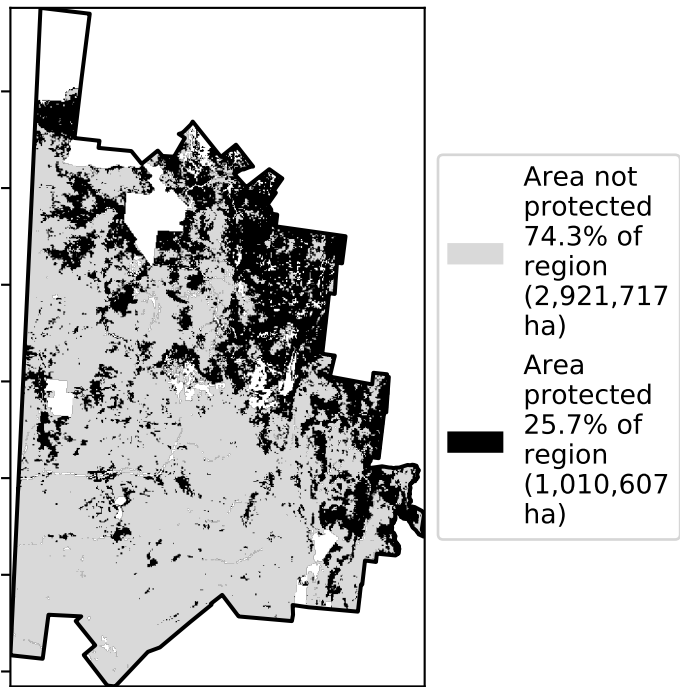 Area not
protected
74.3% of
region
(2,921,717
ha)
Area
protected
25.7% of
region
(1,010,607
ha)